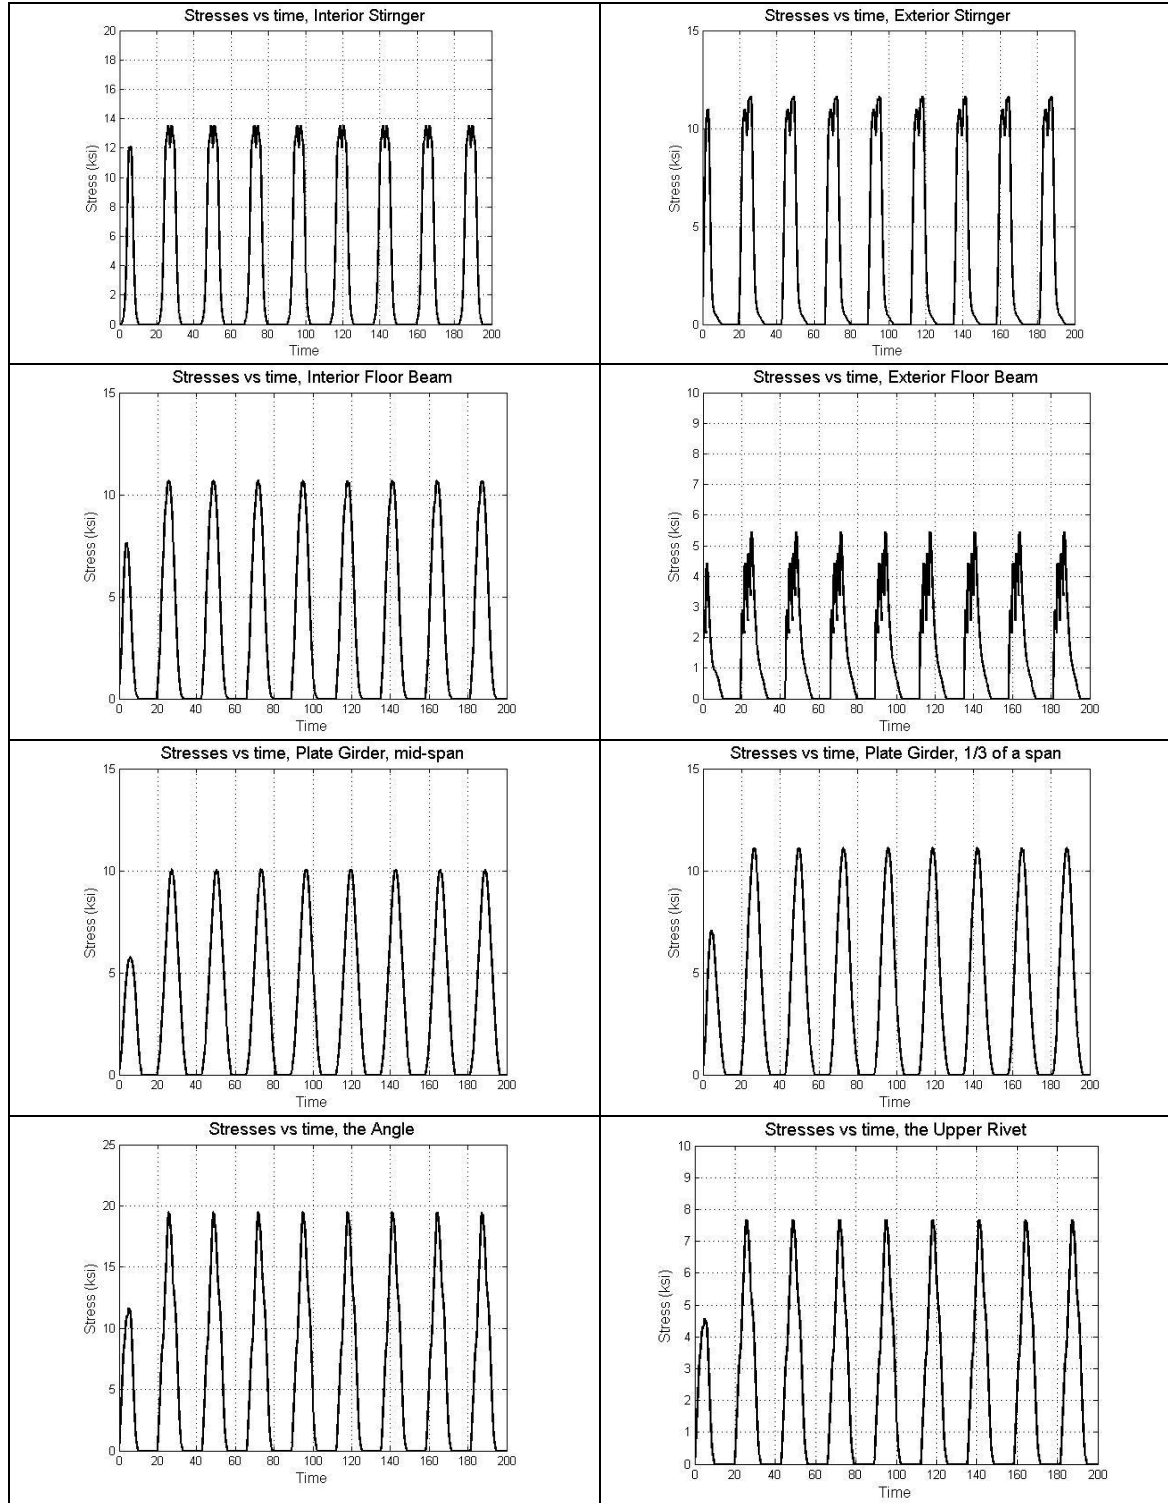 Stresses vs time, Interior Stirnger
20
18
16
14
12
10
8
6
4
2
0
Stress (ksi)
0 20 40 60 80 100 120 140 160 180 200
Time
Stresses vs time, Exterior Stirnger
15
10
5
0
Stress (ksi)
0 20 40 60 80 100 120 140 160 180 200
Time
Stresses vs time, Interior Floor Beam
15
10
5
0
Stress (ksi)
0 20 40 60 80 100 120 140 160 180 200
Time
Stresses vs time, Exterior Floor Beam
10
9
8
7
6
5
4
3
2
1
0
Stress (ksi)
0 20 40 60 80 100 120 140 160 180 200
Time
Stresses vs time, Plate Girder, mid-span
15
10
5
0
Stress (ksi)
0 20 40 60 80 100 120 140 160 180 200
Time
Stresses vs time, Plate Girder, 1/3 of a span
15
10
5
0
Stress (ksi)
0 20 40 60 80 100 120 140 160 180 200
Time
Stresses vs time, the Angle
25
20
15
10
5
0
Stress (ksi)
0 20 40 60 80 100 120 140 160 180 200
Time
Stresses vs time, the Upper Rivet
10
9
8
7
6
5
4
3
2
1
0
Stress (ksi)
0 20 40 60 80 100 120 140 160 180 200
Time